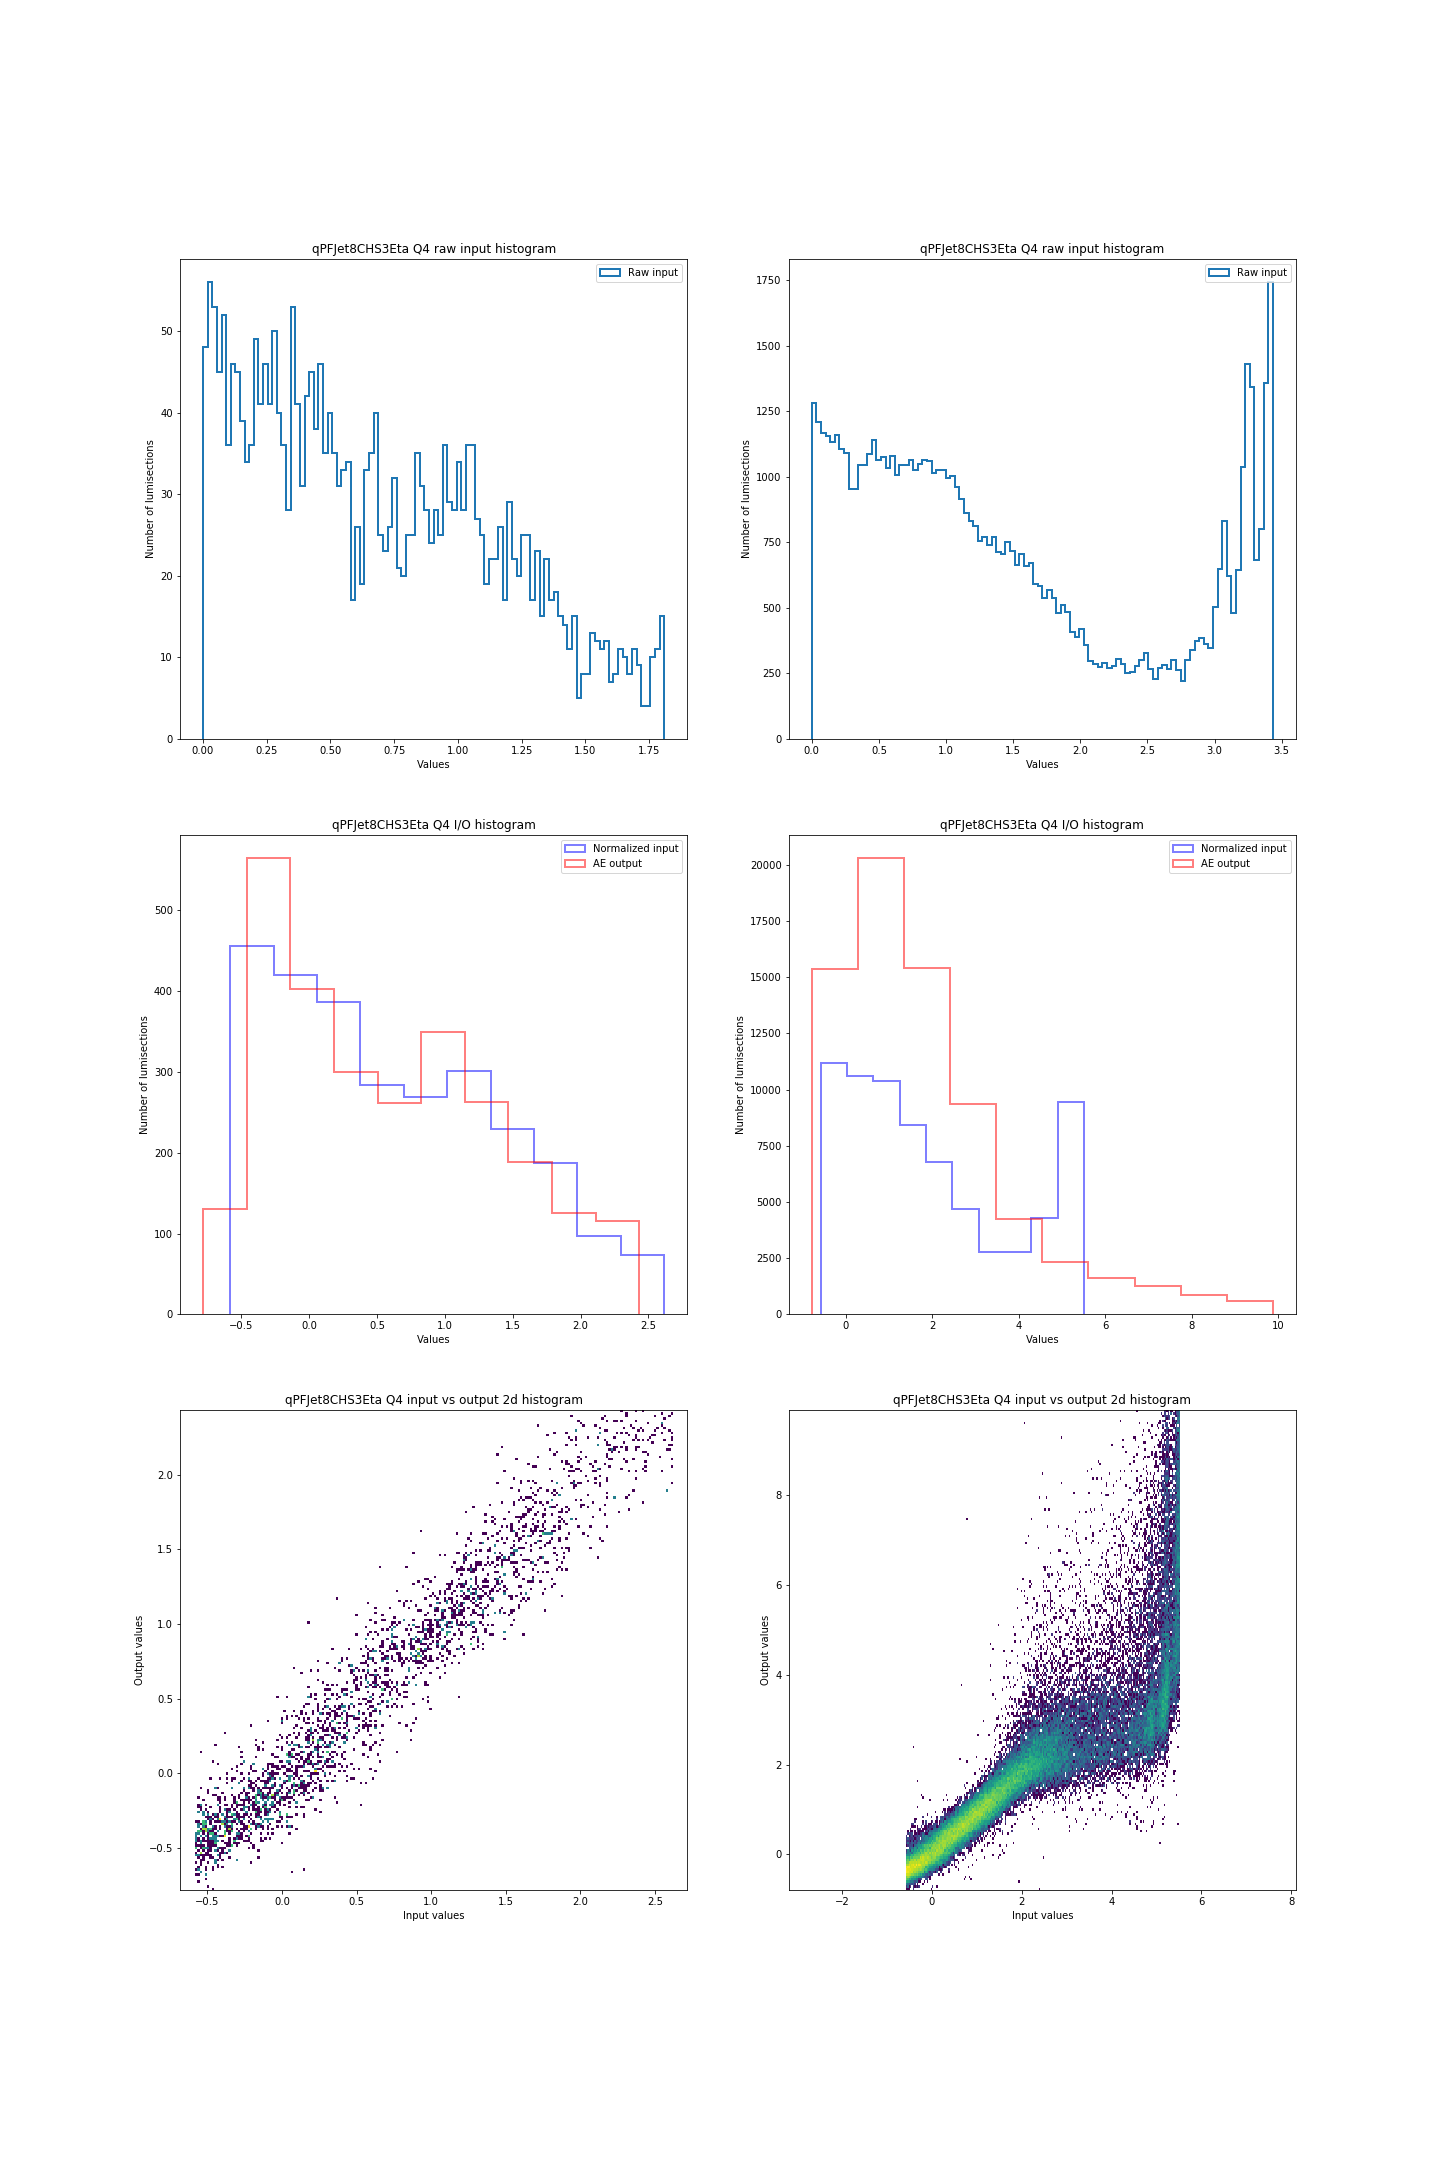 qPFJet8CHS3Eta Q4 raw input histogram
Raw input
Number of lumisections
50
40
30
20
10
0
0.00 0.25 0.50 0.75 1.00 1.25 1.50 1.75
Values
qPFJet8CHS3Eta Q4 raw input histogram
Raw input
Number of lumisections
1750
1500
1250
1000
750
500
250
0
0.0 0.5 1.0 1.5 2.0 2.5 3.0 3.5
Values
qPFJet8CHS3Eta Q4 I/O histogram
Normalized input
AE output
Number of lumisections
500
400
300
200
100
0
−0.5 0.0 0.5 1.0 1.5 2.0 2.5
Values
qPFJet8CHS3Eta Q4 I/O histogram
Normalized input
AE output
Number of lumisections
20000
17500
15000
12500
10000
7500
5000
2500
0
0 2 4 6 8 10
Values
qPFJet8CHS3Eta Q4 input vs output 2d histogram
Output values
2.0
1.5
1.0
0.5
0.0
−0.5
−0.5 0.0 0.5 1.0 1.5 2.0 2.5
Input values
qPFJet8CHS3Eta Q4 input vs output 2d histogram
Output values
8
6
4
2
0
−2 0 2 4 6 8
Input values